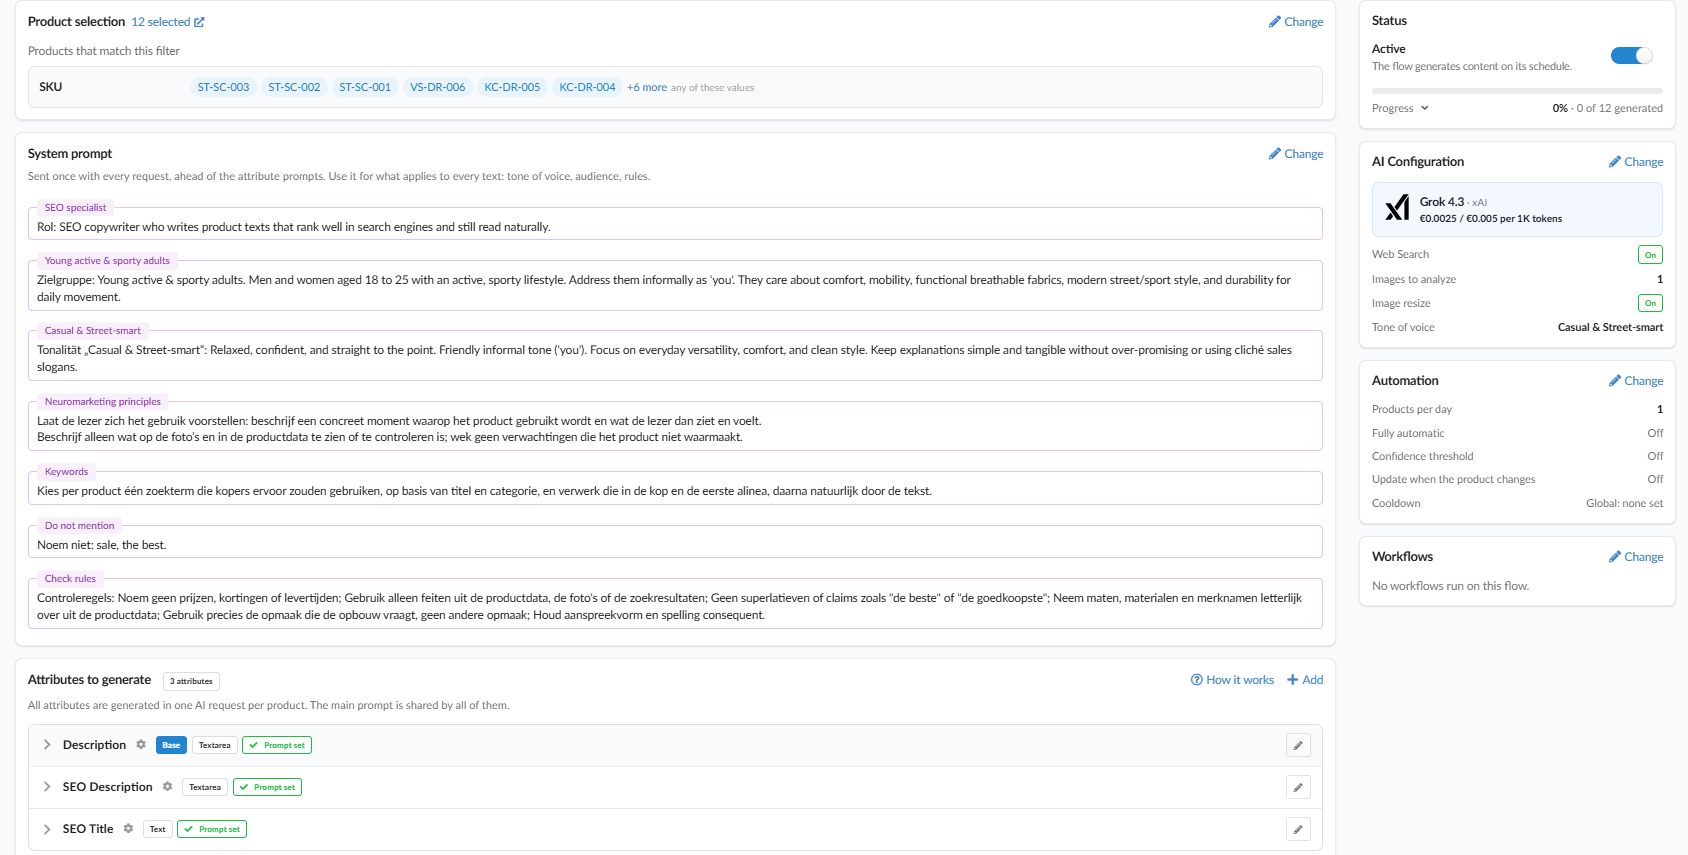 Product selection 12 selected
Change
Products that match this filter
SKU ST-SC-003 ST-SC-002 ST-SC-001 VS-DR-006 KC-DR-005 KC-DR-004 +6 more any of these values
System prompt
Change
Sent once with every request, ahead of the attribute prompts. Use it for what applies to every text: tone of voice, audience, rules.
SEO specialist
Rol: SEO copywriter who writes product texts that rank well in search engines and still read naturally.
Young active & sporty adults
Zielgruppe: Young active & sporty adults. Men and women aged 18 to 25 with an active, sporty lifestyle. Address them informally as 'you'. They care about comfort, mobility, functional breathable fabrics, modern street/sport style, and durability for
daily movement.
Casual & Street-smart
Tonalität „Casual & Street-smart“: Relaxed, confident, and straight to the point. Friendly informal tone ('you'). Focus on everyday versatility, comfort, and clean style. Keep explanations simple and tangible without over-promising or using cliché sales
slogans.
Neuromarketing principles
Laat de lezer zich het gebruik voorstellen: beschrijf een concreet moment waarop het product gebruikt wordt en wat de lezer dan ziet en voelt.
Beschrijf alleen wat op de foto's en in de productdata te zien of te controleren is; wek geen verwachtingen die het product niet waarmaakt.
Keywords
Kies per product één zoekterm die kopers ervoor zouden gebruiken, op basis van titel en categorie, en verwerk die in de kop en de eerste alinea, daarna natuurlijk door de tekst.
Do not mention
Noem niet: sale, the best.
Check rules
Controleregels: Noem geen prijzen, kortingen of levertijden; Gebruik alleen feiten uit de productdata, de foto's of de zoekresultaten; Geen superlatieven of claims zoals "de beste" of "de goedkoopste"; Neem maten, materialen en merknamen letterlijk
over uit de productdata; Gebruik precies de opmaak die de opbouw vraagt, geen andere opmaak; Houd aanspreekvorm en spelling consequent.
Attributes to generate 3 attributes
How it works Add
All attributes are generated in one AI request per product. The main prompt is shared by all of them.
Description Base Textarea Prompt set
SEO Description Textarea Prompt set
SEO Title Text Prompt set
Status
Active
The flow generates content on its schedule.
Progress 0% · 0 of 12 generated
AI Configuration Change
Grok 4.3 · xAI
€0.0025 / €0.005 per 1K tokens
Web Search On
Images to analyze 1
Image resize On
Tone of voice Casual & Street-smart
Automation Change
Products per day 1
Fully automatic Off
Confidence threshold Off
Update when the product changes Off
Cooldown Global: none set
Workflows Change
No workflows run on this flow.